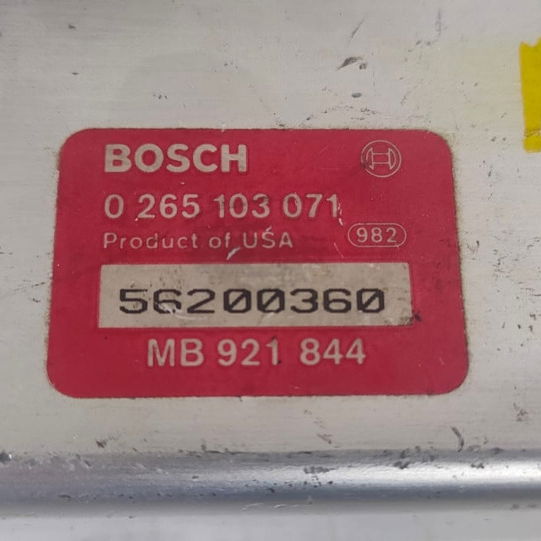 BOSCH
0 265 103 071
Product of USA 982
56200360
MB 921 844